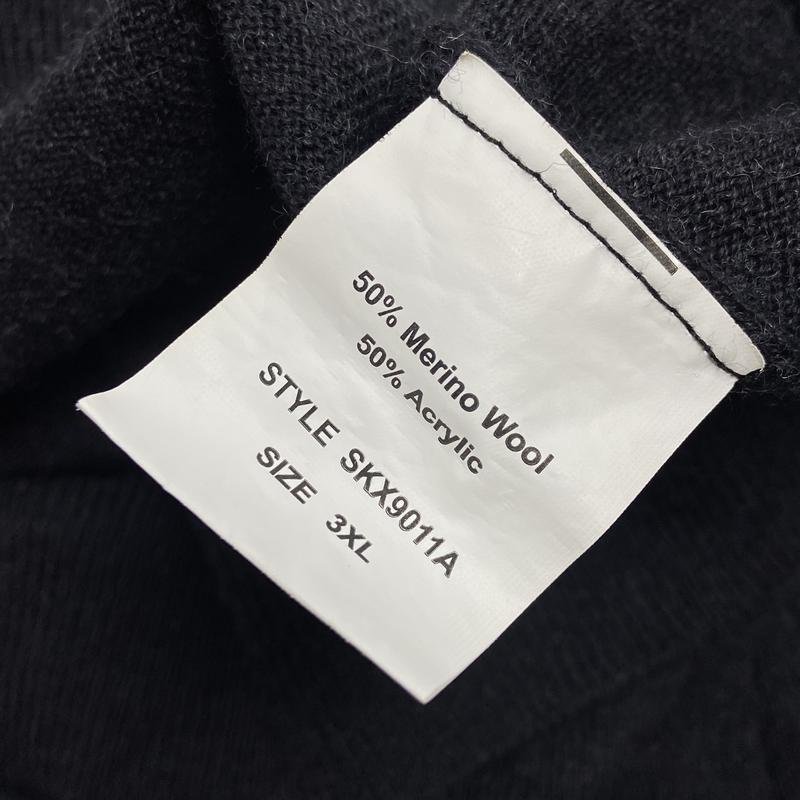 50% Merino Wool
50% Acrylic
STYLE SKX9011A
SIZE 3XL